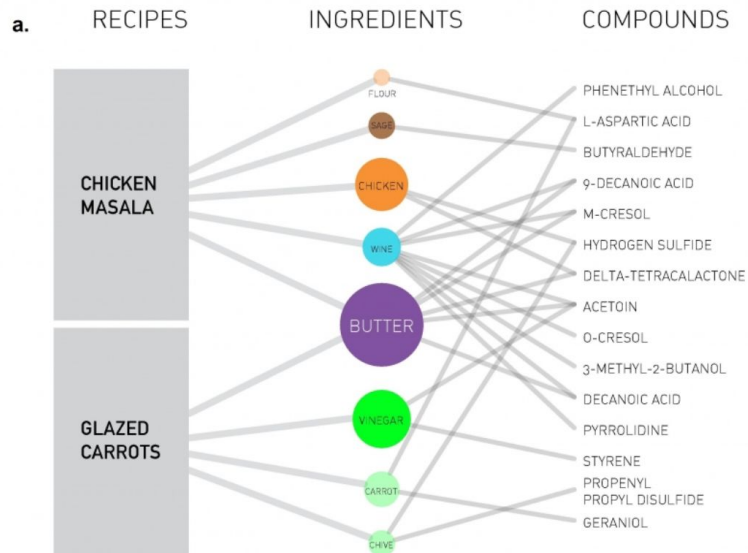 a.
RECIPES
INGREDIENTS
COMPOUNDS
CHICKEN
MASALA
GLAZED
CARROTS
FLOUR
SAGE
CHICKEN
WINE
BUTTER
VINEGAR
CARROT
CHIVE
PHENETHYL ALCOHOL
L-ASPARTIC ACID
BUTYRALDEHYDE
9-DECANOIC ACID
M-CRESOL
HYDROGEN SULFIDE
DELTA-TETRACALACTONE
ACETOIN
O-CRESOL
3-METHYL-2-BUTANOL
DECANOIC ACID
PYRROLIDINE
STYRENE
PROPENYL
PROPYL DISULFIDE
GERANIOL